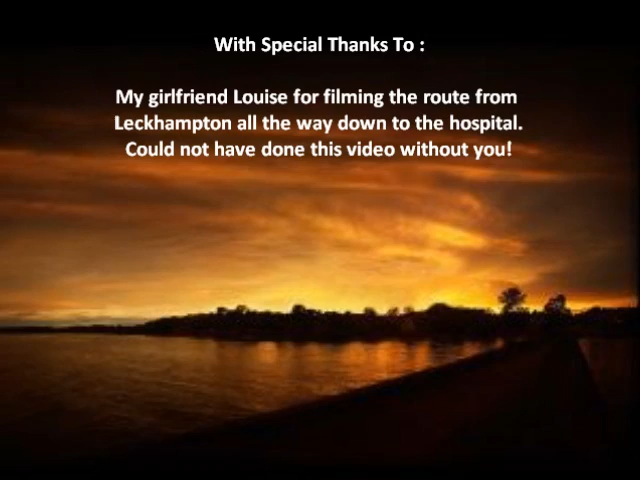 With Special Thanks To :
My girlfriend Louise for filming the route from
Leckhampton all the way down to the hospital.
Could not have done this video without you!